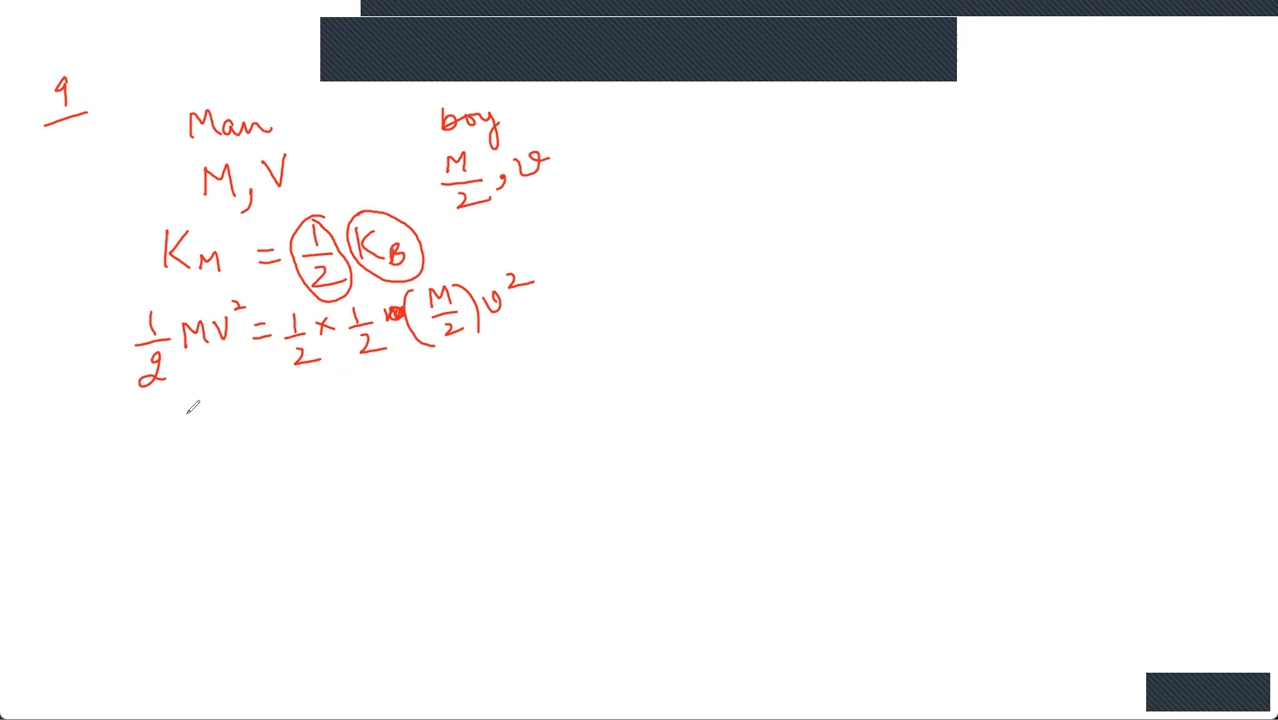 9
Man boy
M, V M/2, v
K_M = 1/2 K_B
1/2 MV² = 1/2 × 1/2 (M/2) v²